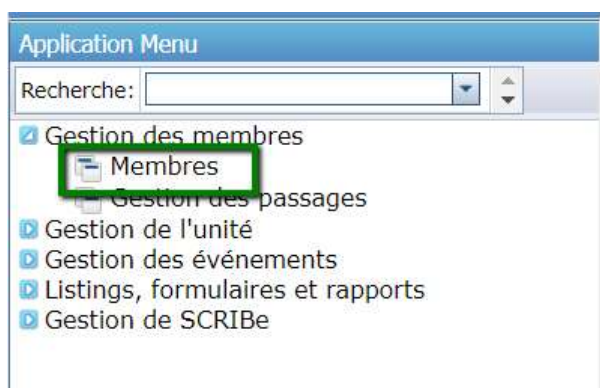 Application Menu
Recherche:
Gestion des membres
Membres
Gestion des passages
Gestion de l'unité
Gestion des événements
Listings, formulaires et rapports
Gestion de SCRIBe